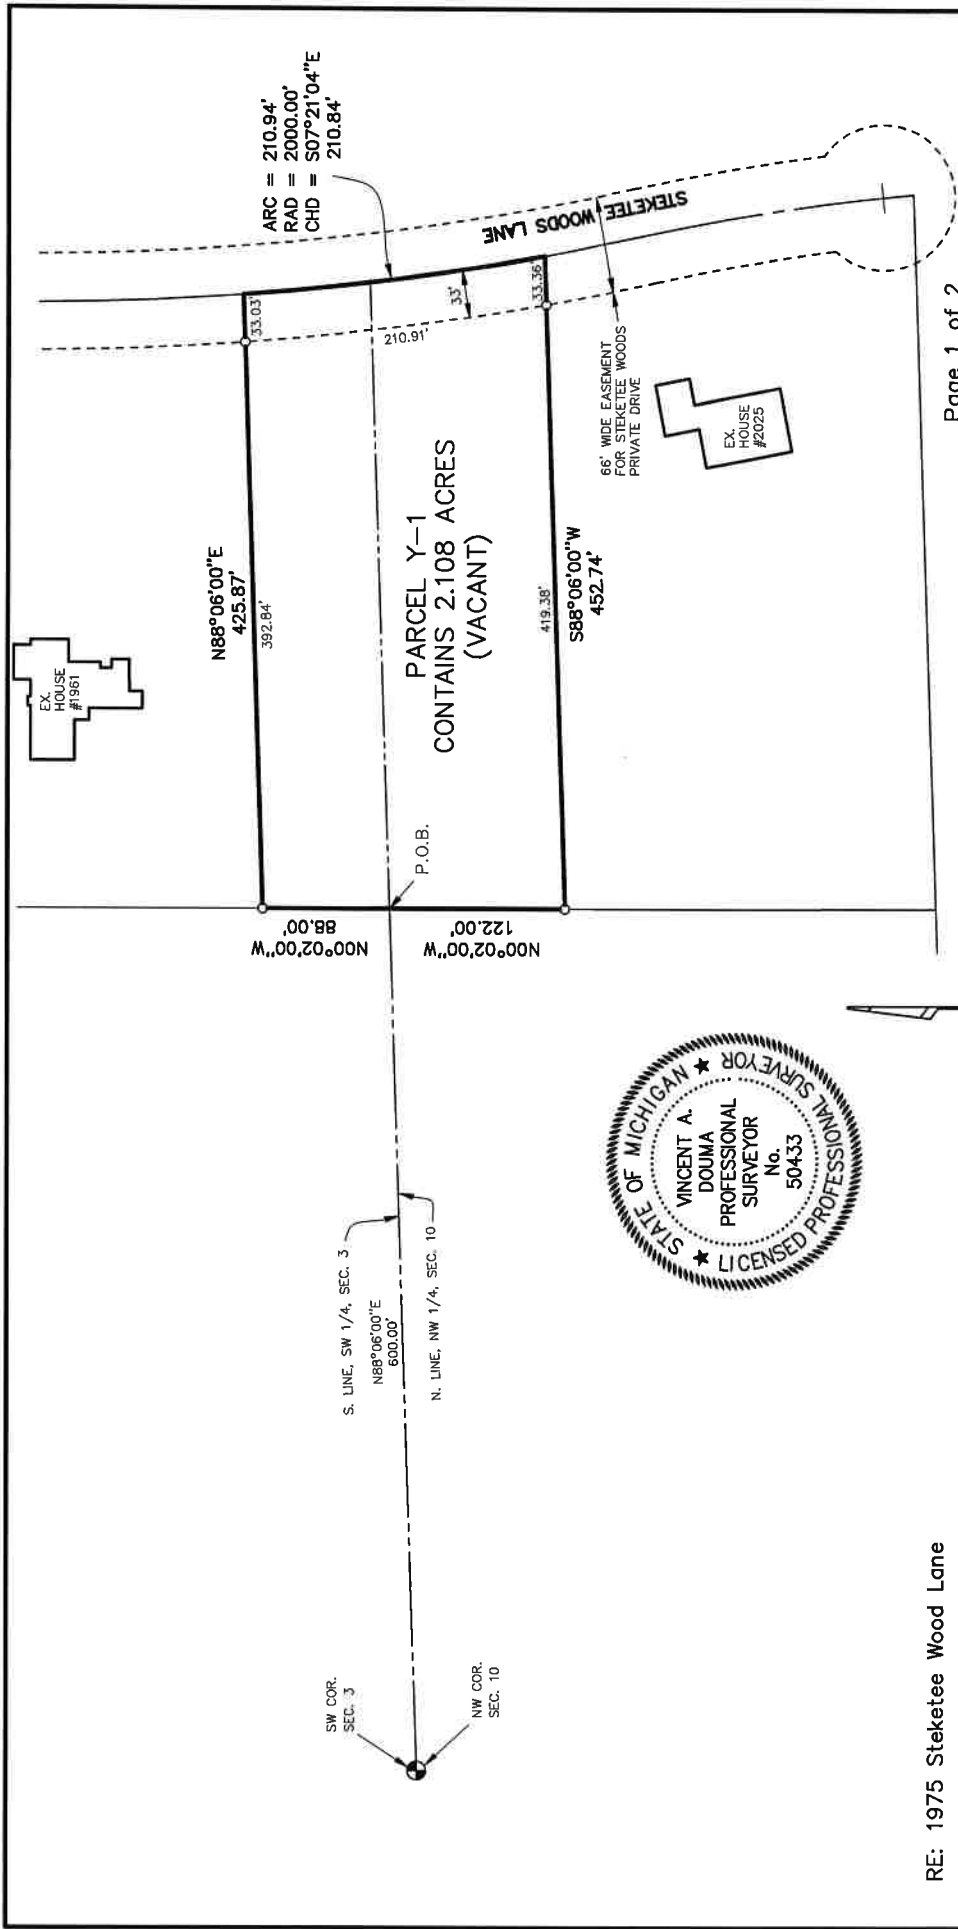 EX.
HOUSE
#1961
N88°06'00"E
425.87'
392.84'
33.03'
ARC = 210.94'
RAD = 2000.00'
CHD = S07°21'04"E
210.84'
33'
210.91'
33.36'
STEKETEE WOODS LANE
66' WIDE EASEMENT
FOR STEKETEE WOODS
PRIVATE DRIVE
PARCEL Y-1
CONTAINS 2.108 ACRES
(VACANT)
419.38'
S88°06'00"W
452.74'
EX.
HOUSE
#2025
P.O.B.
N00°02'00"W
88.00'
N00°02'00"W
122.00'
S. LINE, SW 1/4, SEC. 3
N88°06'00"E
600.00'
N. LINE, NW 1/4, SEC. 10
SW COR.
SEC. 3
NW COR.
SEC. 10
STATE OF MICHIGAN
VINCENT A.
DOUMA
PROFESSIONAL
SURVEYOR
No.
50433
LICENSED PROFESSIONAL SURVEYOR
RE: 1975 Steketee Wood Lane
Page 1 of 2